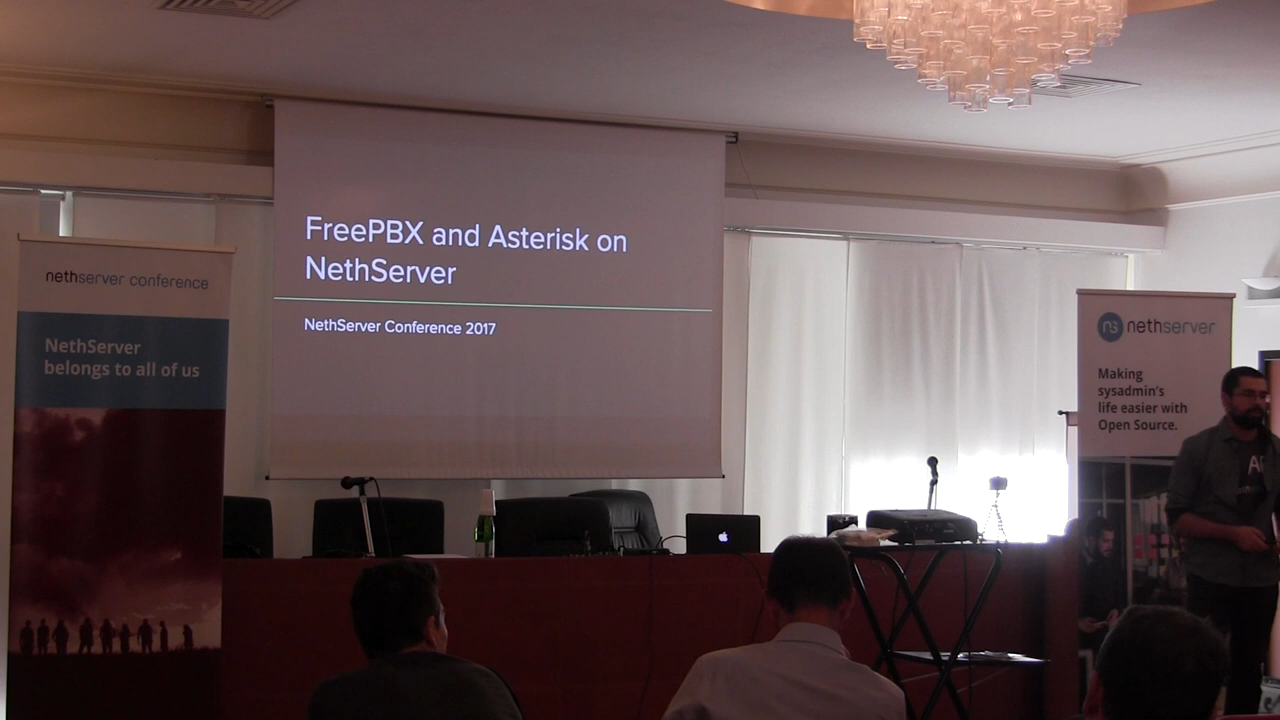 FreePBX and Asterisk on
NethServer
NethServer Conference 2017
nethserver conference
NethServer
belongs to all of us
ns nethserver
Making
sysadmin's
life easier with
Open Source.